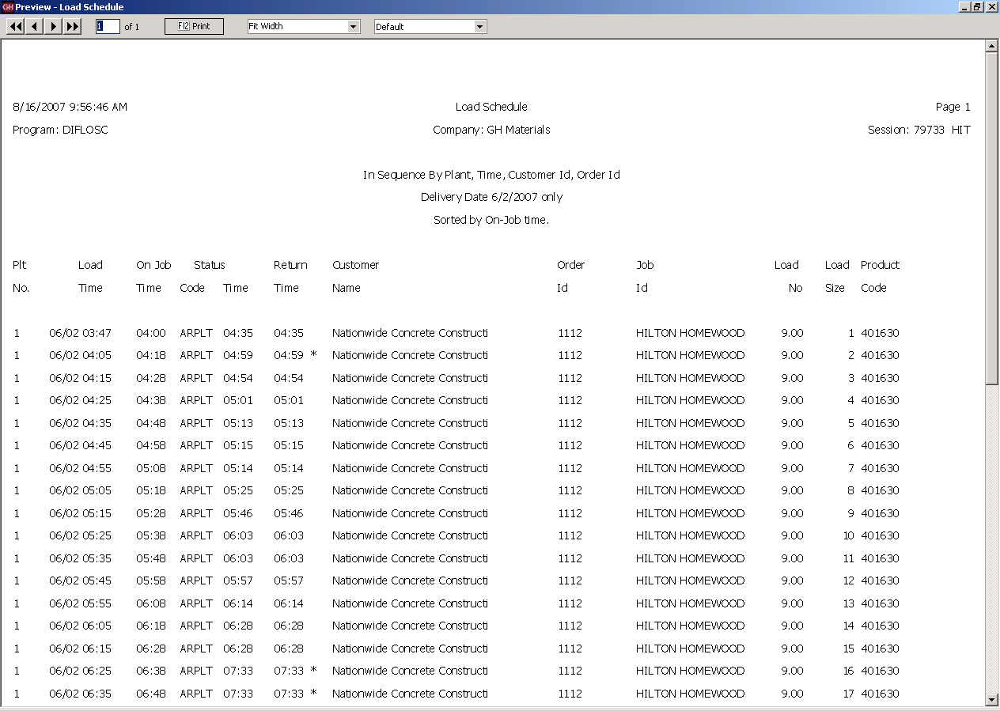 GH Preview - Load Schedule
1 of 1 F12 Print Fit Width Default
8/16/2007 9:56:46 AM Load Schedule Page 1
Program: DIFLOSC Company: GH Materials Session: 79733 HIT
In Sequence By Plant, Time, Customer Id, Order Id
Delivery Date 6/2/2007 only
Sorted by On-Job time.
Plt Load On Job Status Return Customer Order Job Load Load Product
No. Time Time Code Time Time Name Id Id No Size Code
1 06/02 03:47 04:00 ARPLT 04:35 04:35 Nationwide Concrete Constructi 1112 HILTON HOMEWOOD 9.00 1 401630
1 06/02 04:05 04:18 ARPLT 04:59 04:59 * Nationwide Concrete Constructi 1112 HILTON HOMEWOOD 9.00 2 401630
1 06/02 04:15 04:28 ARPLT 04:54 04:54 Nationwide Concrete Constructi 1112 HILTON HOMEWOOD 9.00 3 401630
1 06/02 04:25 04:38 ARPLT 05:01 05:01 Nationwide Concrete Constructi 1112 HILTON HOMEWOOD 9.00 4 401630
1 06/02 04:35 04:48 ARPLT 05:13 05:13 Nationwide Concrete Constructi 1112 HILTON HOMEWOOD 9.00 5 401630
1 06/02 04:45 04:58 ARPLT 05:15 05:15 Nationwide Concrete Constructi 1112 HILTON HOMEWOOD 9.00 6 401630
1 06/02 04:55 05:08 ARPLT 05:14 05:14 Nationwide Concrete Constructi 1112 HILTON HOMEWOOD 9.00 7 401630
1 06/02 05:05 05:18 ARPLT 05:25 05:25 Nationwide Concrete Constructi 1112 HILTON HOMEWOOD 9.00 8 401630
1 06/02 05:15 05:28 ARPLT 05:46 05:46 Nationwide Concrete Constructi 1112 HILTON HOMEWOOD 9.00 9 401630
1 06/02 05:25 05:38 ARPLT 06:03 06:03 Nationwide Concrete Constructi 1112 HILTON HOMEWOOD 9.00 10 401630
1 06/02 05:35 05:48 ARPLT 06:03 06:03 Nationwide Concrete Constructi 1112 HILTON HOMEWOOD 9.00 11 401630
1 06/02 05:45 05:58 ARPLT 05:57 05:57 Nationwide Concrete Constructi 1112 HILTON HOMEWOOD 9.00 12 401630
1 06/02 05:55 06:08 ARPLT 06:14 06:14 Nationwide Concrete Constructi 1112 HILTON HOMEWOOD 9.00 13 401630
1 06/02 06:05 06:18 ARPLT 06:28 06:28 Nationwide Concrete Constructi 1112 HILTON HOMEWOOD 9.00 14 401630
1 06/02 06:15 06:28 ARPLT 06:28 06:28 Nationwide Concrete Constructi 1112 HILTON HOMEWOOD 9.00 15 401630
1 06/02 06:25 06:38 ARPLT 07:33 07:33 * Nationwide Concrete Constructi 1112 HILTON HOMEWOOD 9.00 16 401630
1 06/02 06:35 06:48 ARPLT 07:33 07:33 * Nationwide Concrete Constructi 1112 HILTON HOMEWOOD 9.00 17 401630